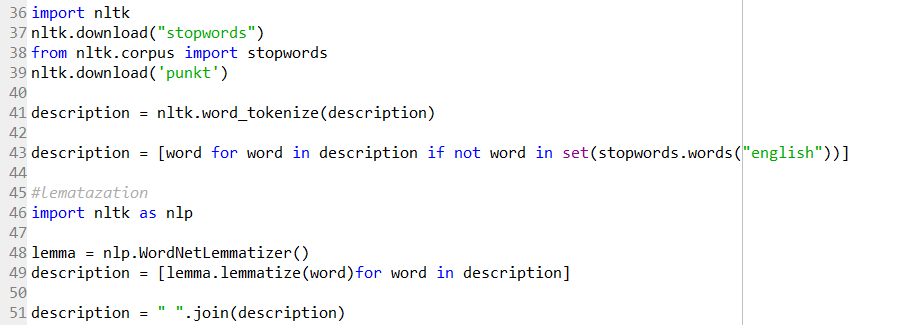 36 import nltk
37 nltk.download("stopwords")
38 from nltk.corpus import stopwords
39 nltk.download('punkt')
40
41 description = nltk.word_tokenize(description)
42
43 description = [word for word in description if not word in set(stopwords.words("english"))]
44
45 #lematazation
46 import nltk as nlp
47
48 lemma = nlp.WordNetLemmatizer()
49 description = [lemma.lemmatize(word)for word in description]
50
51 description = " ".join(description)